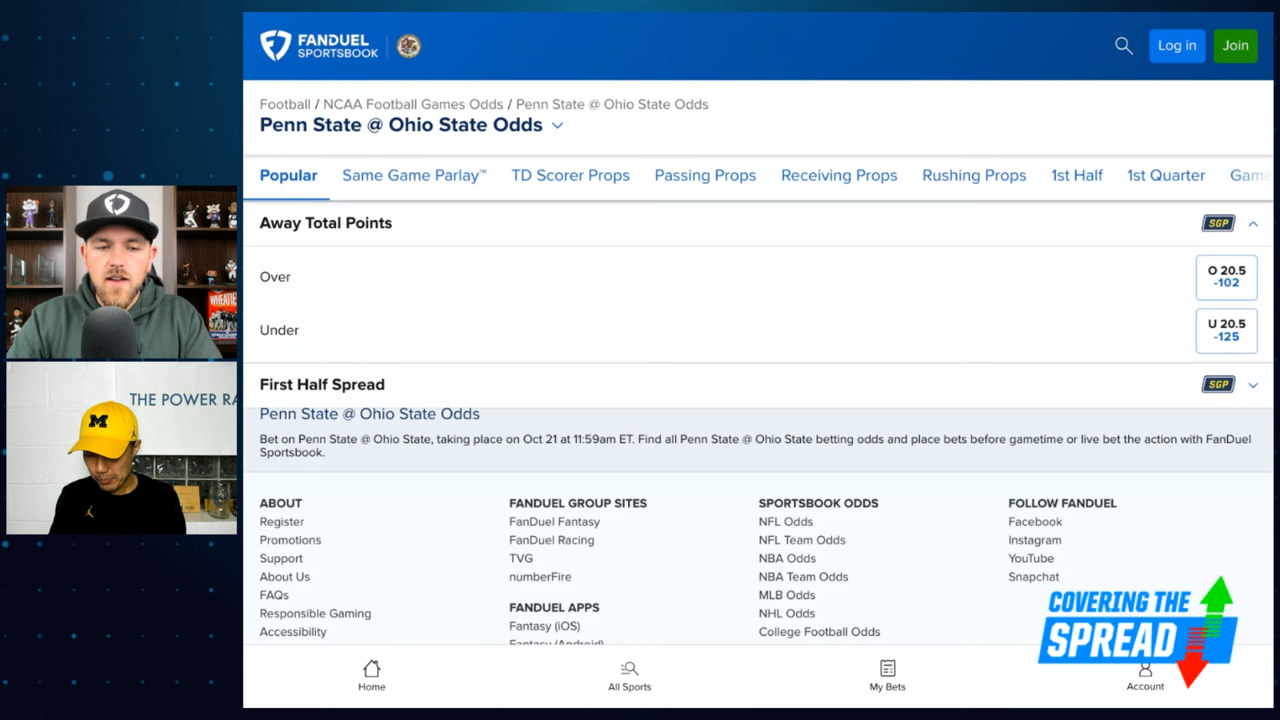 FANDUEL
SPORTSBOOK
Log in
Join
Football / NCAA Football Games Odds / Penn State @ Ohio State Odds
Penn State @ Ohio State Odds
Popular
Same Game Parlay™
TD Scorer Props
Passing Props
Receiving Props
Rushing Props
1st Half
1st Quarter
Game
Away Total Points
SGP
Over
O 20.5
-102
Under
U 20.5
-125
First Half Spread
SGP
Penn State @ Ohio State Odds
Bet on Penn State @ Ohio State, taking place on Oct 21 at 11:59am ET. Find all Penn State @ Ohio State betting odds and place bets before gametime or live bet the action with FanDuel
Sportsbook.
ABOUT
Register
Promotions
Support
About Us
FAQs
Responsible Gaming
Accessibility
FANDUEL GROUP SITES
FanDuel Fantasy
FanDuel Racing
TVG
numberFire
FANDUEL APPS
Fantasy (iOS)
Fantasy (Android)
SPORTSBOOK ODDS
NFL Odds
NFL Team Odds
NBA Odds
NBA Team Odds
MLB Odds
NHL Odds
College Football Odds
FOLLOW FANDUEL
Facebook
Instagram
YouTube
Snapchat
COVERING THE
SPREAD
Home
All Sports
My Bets
Account
WHEATIES
THE POWER RA
M